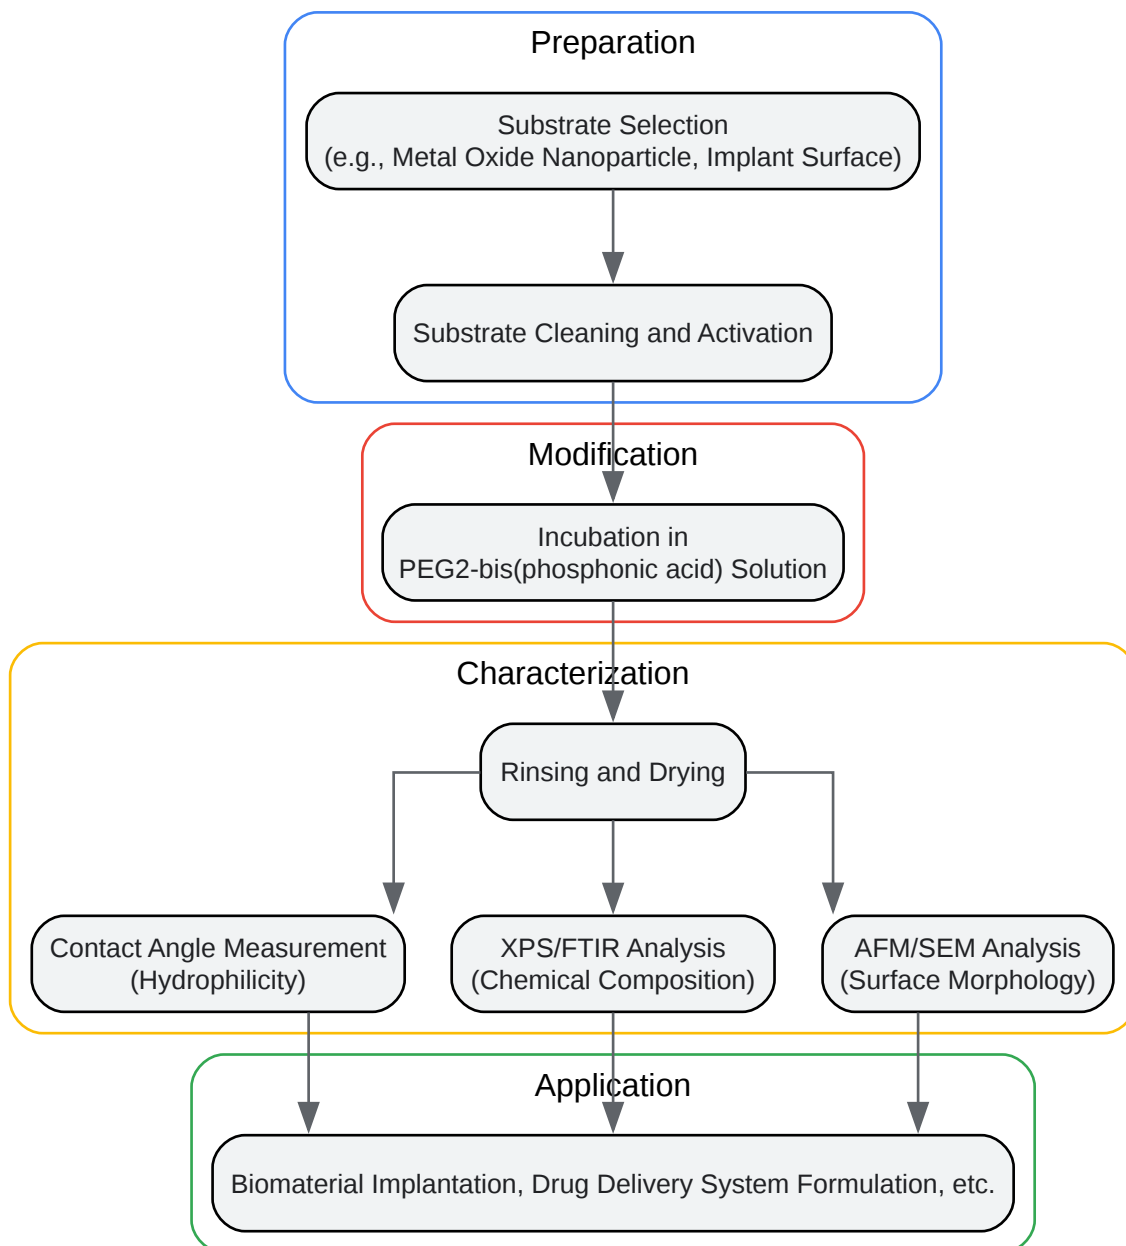 Preparation
Substrate Selection
(e.g., Metal Oxide Nanoparticle, Implant Surface)
Substrate Cleaning and Activation
Modification
Incubation in
PEG2-bis(phosphonic acid) Solution
Characterization
Rinsing and Drying
Contact Angle Measurement
(Hydrophilicity)
XPS/FTIR Analysis
(Chemical Composition)
AFM/SEM Analysis
(Surface Morphology)
Application
Biomaterial Implantation, Drug Delivery System Formulation, etc.